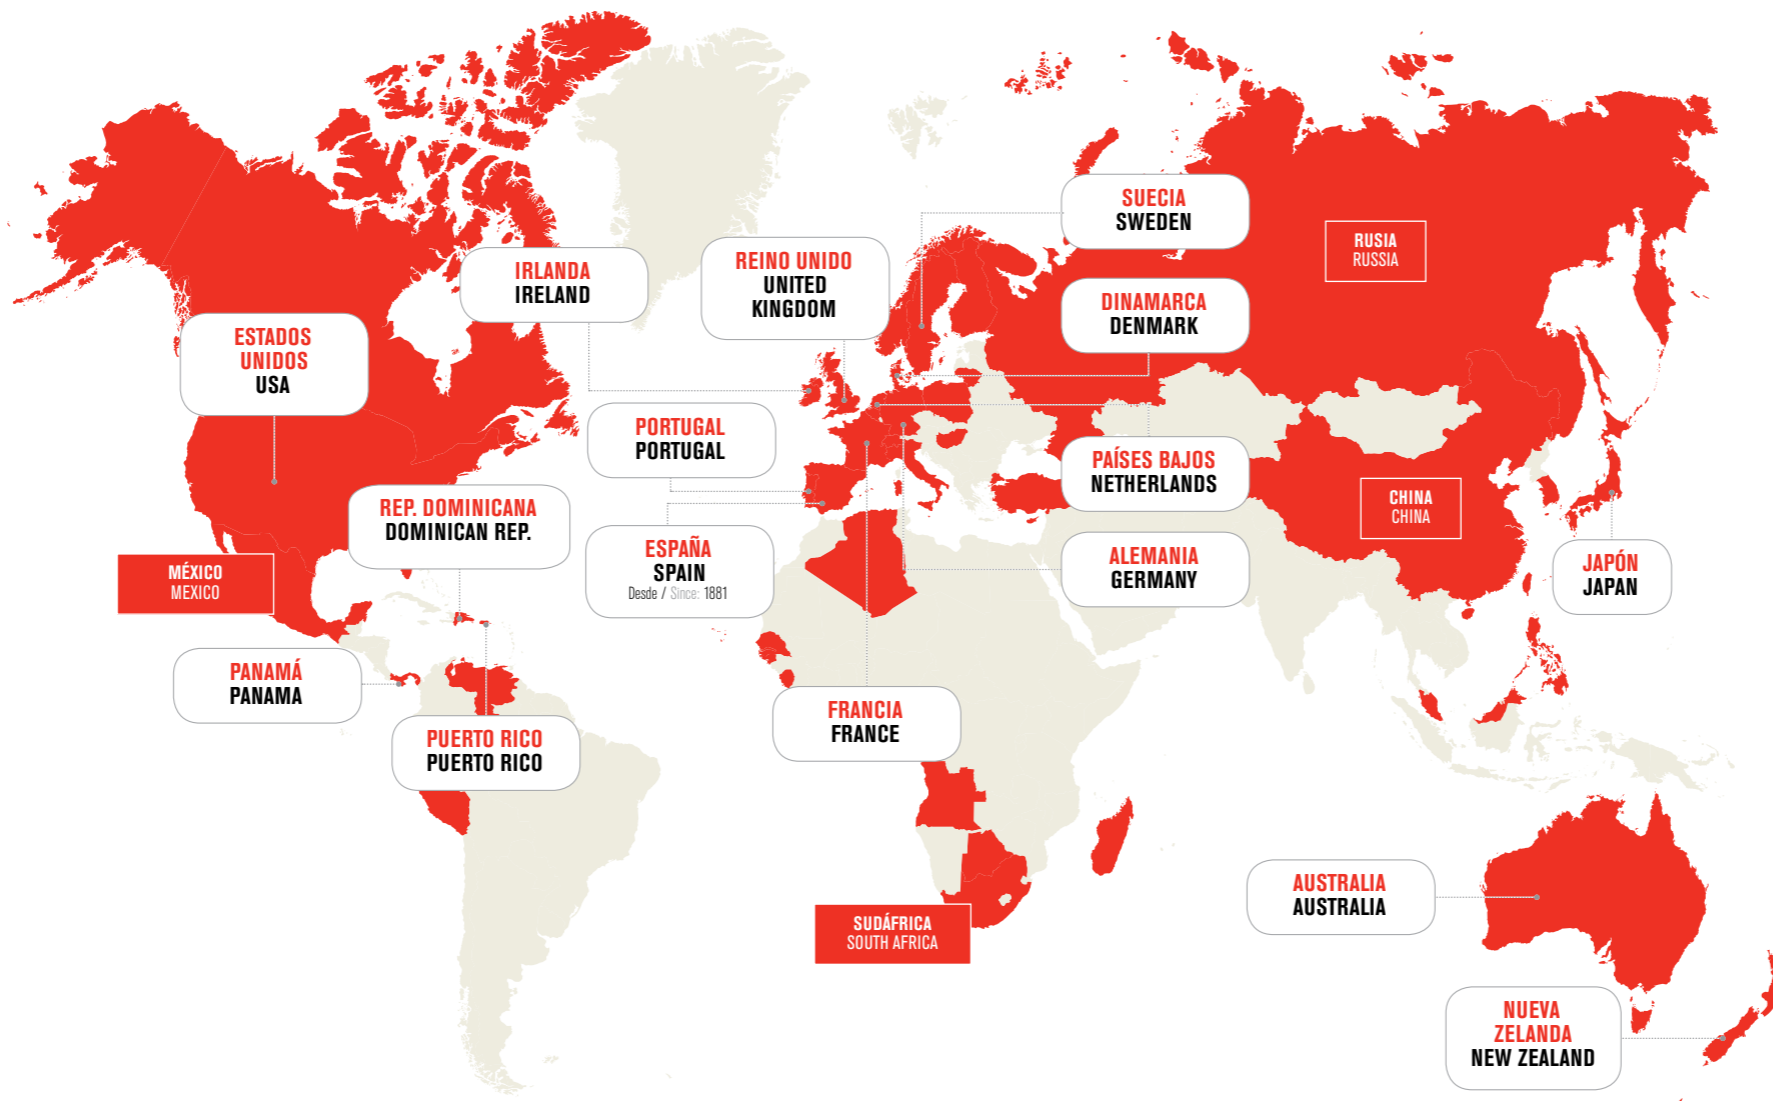 SUECIA
SWEDEN
RUSIA
RUSSIA
IRLANDA
IRELAND
REINO UNIDO
UNITED
KINGDOM
DINAMARCA
DENMARK
ESTADOS
UNIDOS
USA
PORTUGAL
PORTUGAL
PAÍSES BAJOS
NETHERLANDS
REP. DOMINICANA
DOMINICAN REP.
CHINA
CHINA
ESPAÑA
SPAIN
Desde / Since: 1881
ALEMANIA
GERMANY
JAPÓN
JAPAN
MÉXICO
MEXICO
PANAMÁ
PANAMA
FRANCIA
FRANCE
PUERTO RICO
PUERTO RICO
AUSTRALIA
AUSTRALIA
SUDÁFRICA
SOUTH AFRICA
NUEVA
ZELANDA
NEW ZEALAND